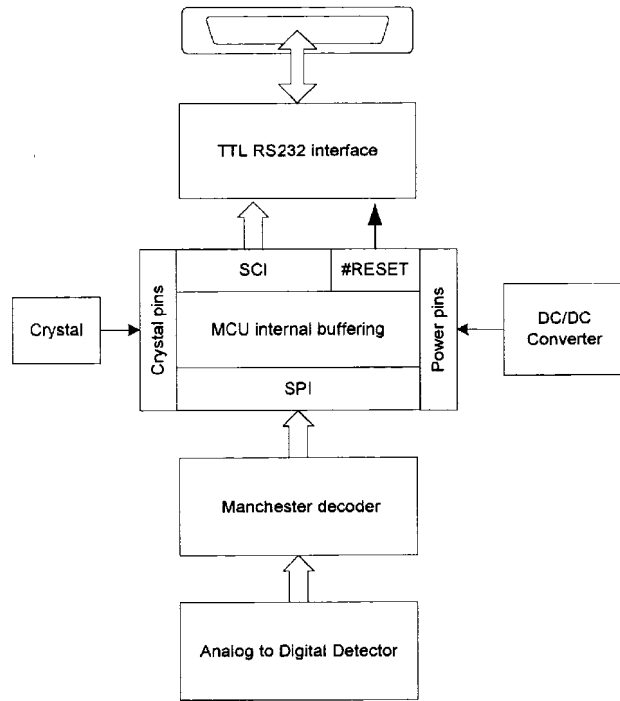 TTL RS232 interface
SCI
#RESET
Crystal pins
MCU internal buffering
Power pins
Crystal
DC/DC
Converter
SPI
Manchester decoder
Analog to Digital Detector